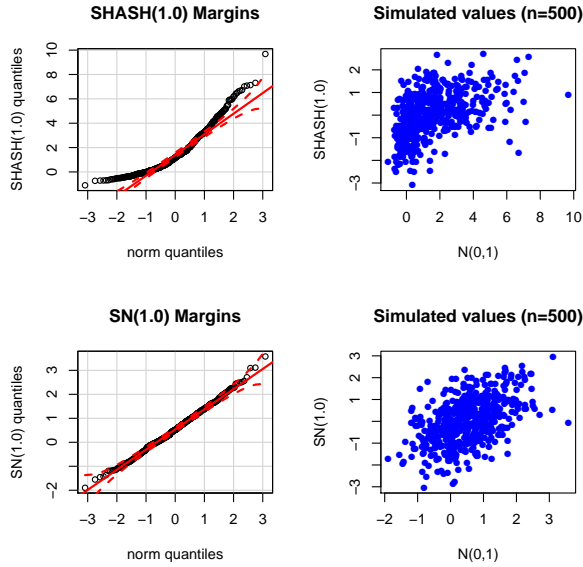 SHASH(1.0) Margins
SHASH(1.0) quantiles
10
8
6
4
2
0
−3 −2 −1 0 1 2 3
norm quantiles
Simulated values (n=500)
SHASH(1.0)
2
1
−1
−3
0 2 4 6 8 10
N(0,1)
SN(1.0) Margins
SN(1.0) quantiles
3
2
1
0
−2
−3 −2 −1 0 1 2 3
norm quantiles
Simulated values (n=500)
SN(1.0)
3
2
1
−1
−3
−2 −1 0 1 2 3
N(0,1)